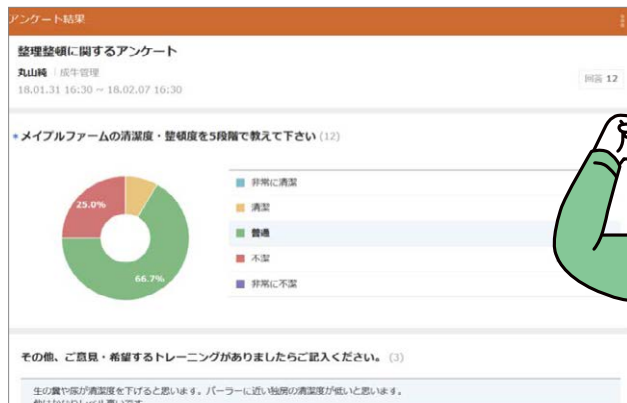 アンケート結果
整理整頓に関するアンケート
丸山純 成牛管理
18.01.31 16:30 ~ 18.02.07 16:30
回答 12
メイプルファームの清潔度・整頓度を5段階で教えて下さい (12)
25.0%
66.7%
非常に清潔
清潔
普通
不潔
非常に不潔
その他、ご意見・希望するトレーニングがありましたらご記入ください。 (3)
生の糞や尿が清潔度を下げると思います。パーラーに近い独房の清潔度が低いと思います。